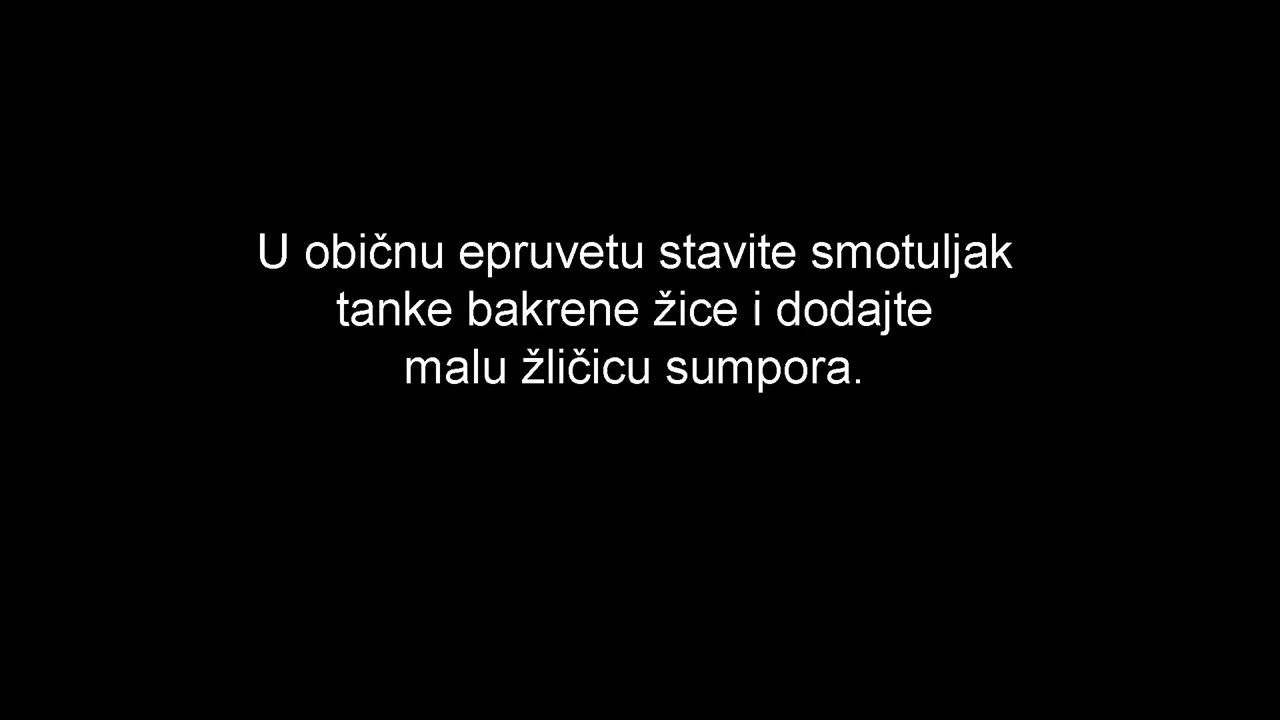 U običnu epruvetu stavite smotuljak
tanke bakrene žice i dodajte
malu žličicu sumpora.